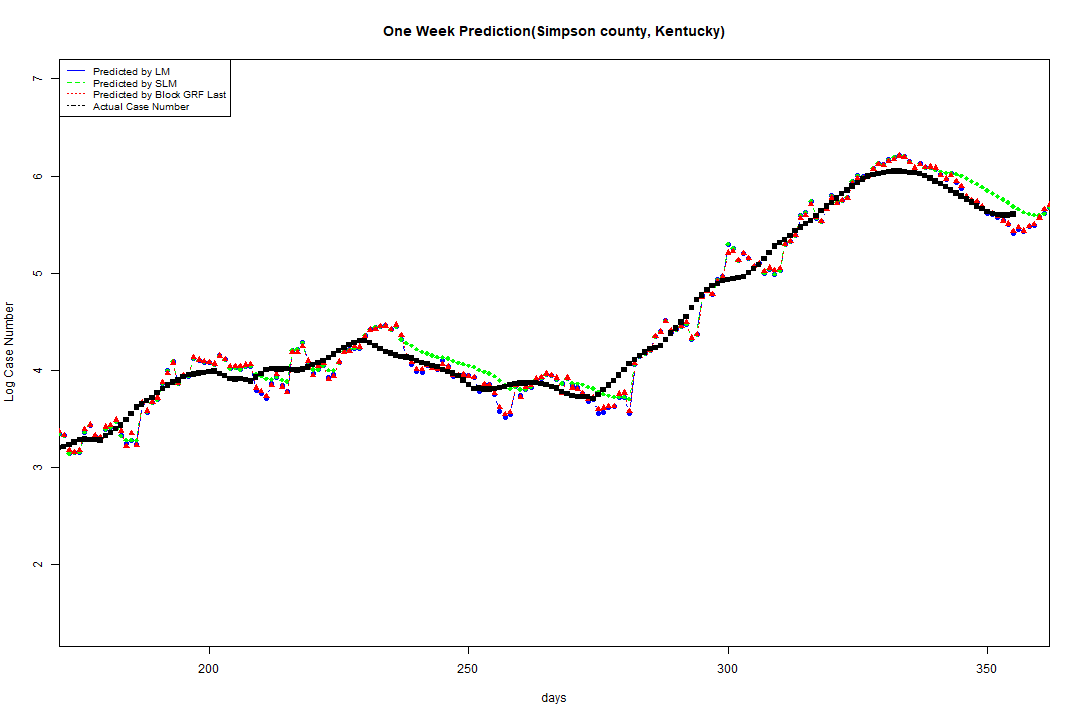 One Week Prediction(Simpson county, Kentucky)
Predicted by LM
Predicted by SLM
Predicted by Block GRF Last
Actual Case Number
7
6
5
4
3
2
Log Case Number
200 250 300 350
days